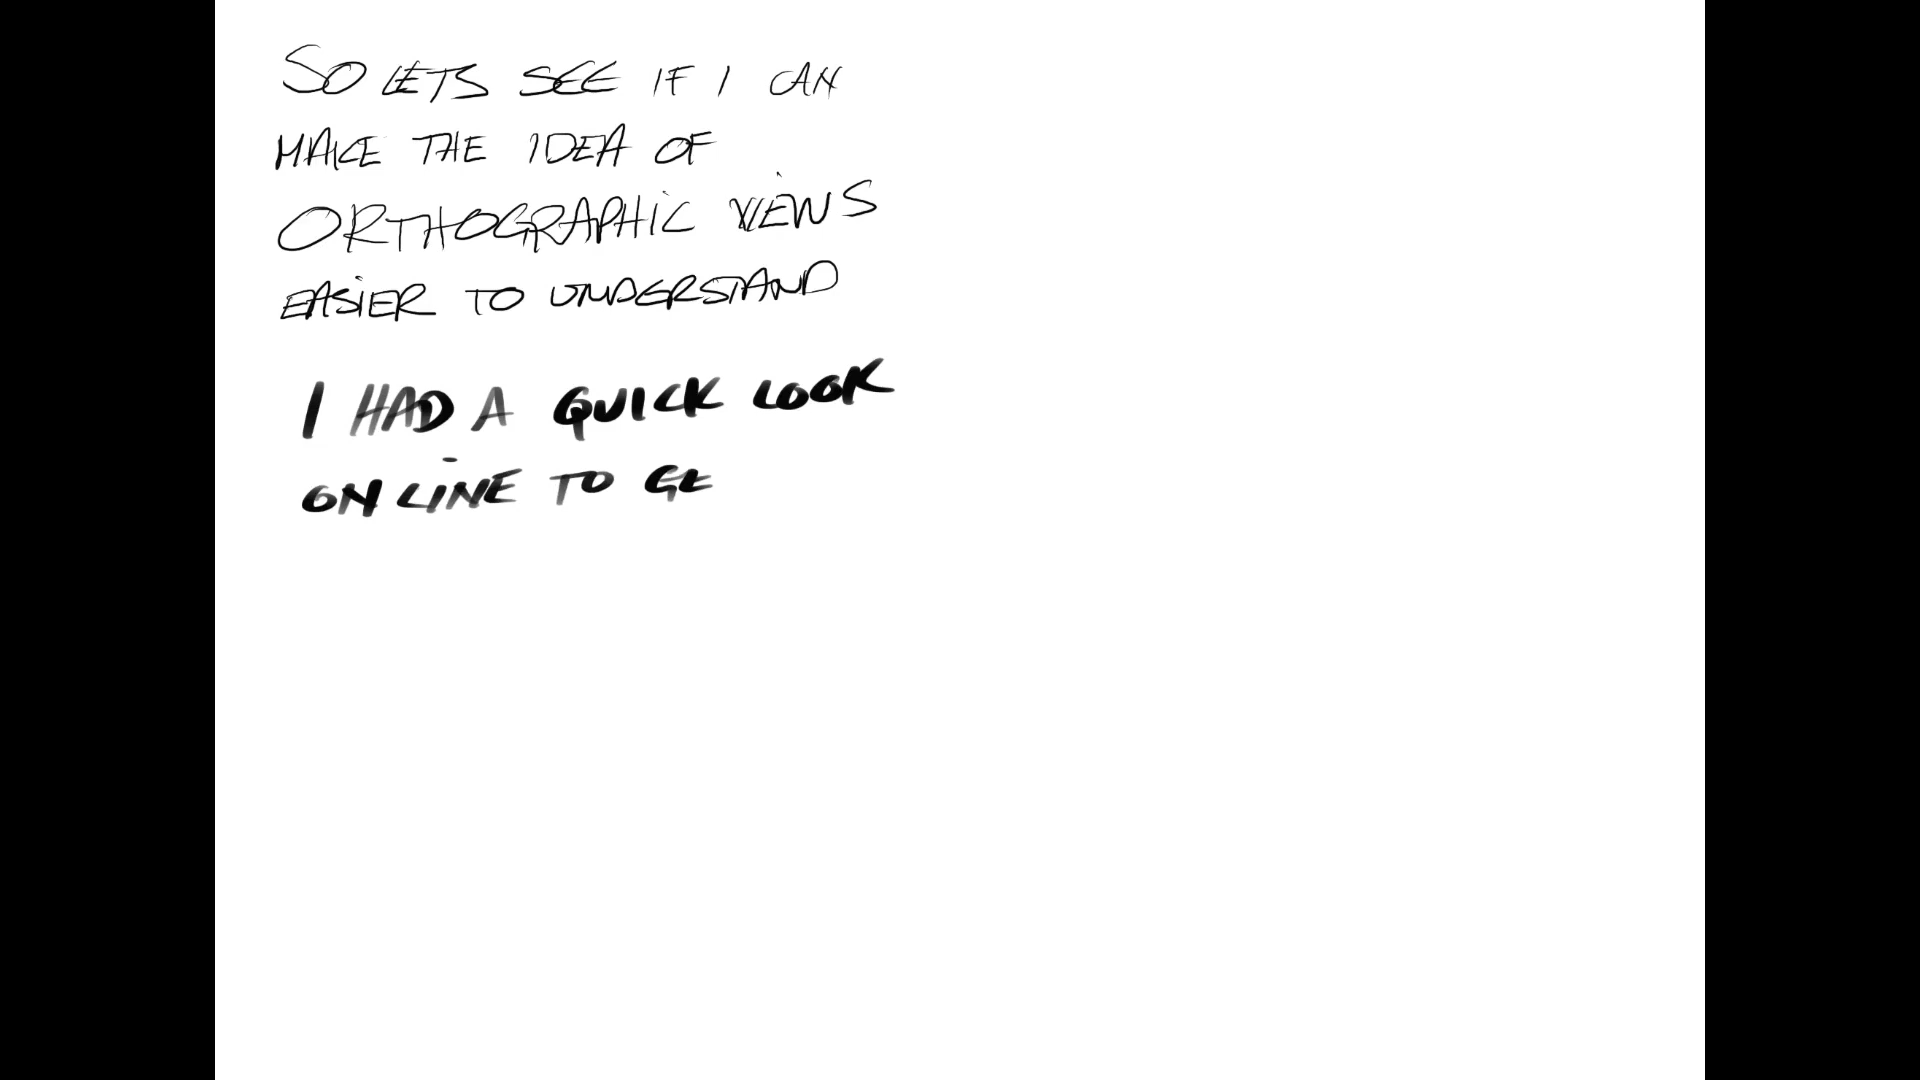 SO LETS SEE IF I CAN
MAKE THE IDEA OF
ORTHOGRAPHIC VIEWS
EASIER TO UNDERSTAND
I HAD A QUICK LOOK
ON LINE TO GE